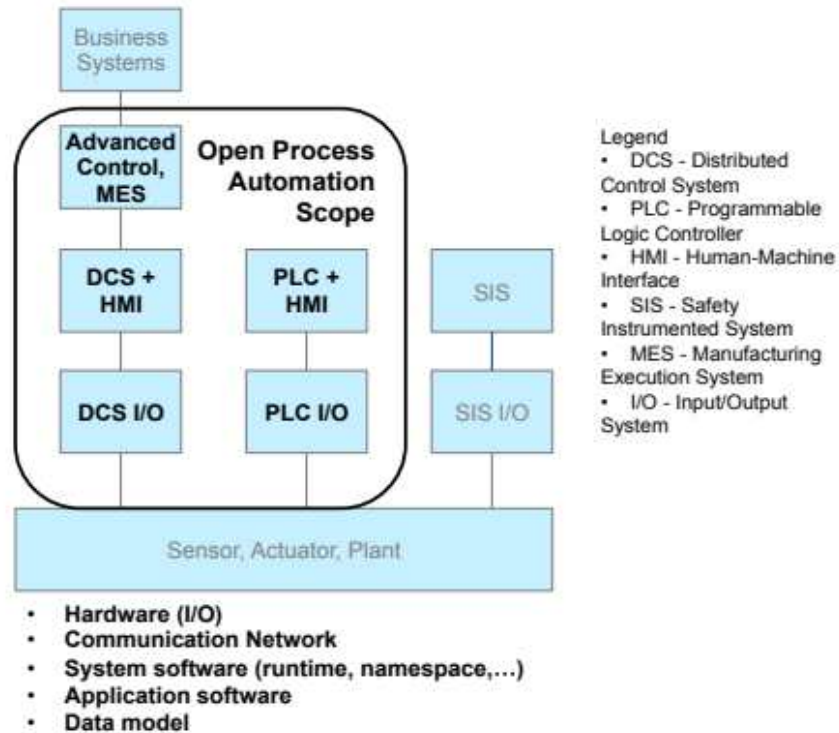 Business
Systems
Advanced
Control,
MES
Open Process
Automation
Scope
DCS +
HMI
PLC +
HMI
SIS
DCS I/O
PLC I/O
SIS I/O
Sensor, Actuator, Plant
Legend
• DCS - Distributed
Control System
• PLC - Programmable
Logic Controller
• HMI - Human-Machine
Interface
• SIS - Safety
Instrumented System
• MES - Manufacturing
Execution System
• I/O - Input/Output
System
• Hardware (I/O)
• Communication Network
• System software (runtime, namespace,…)
• Application software
• Data model